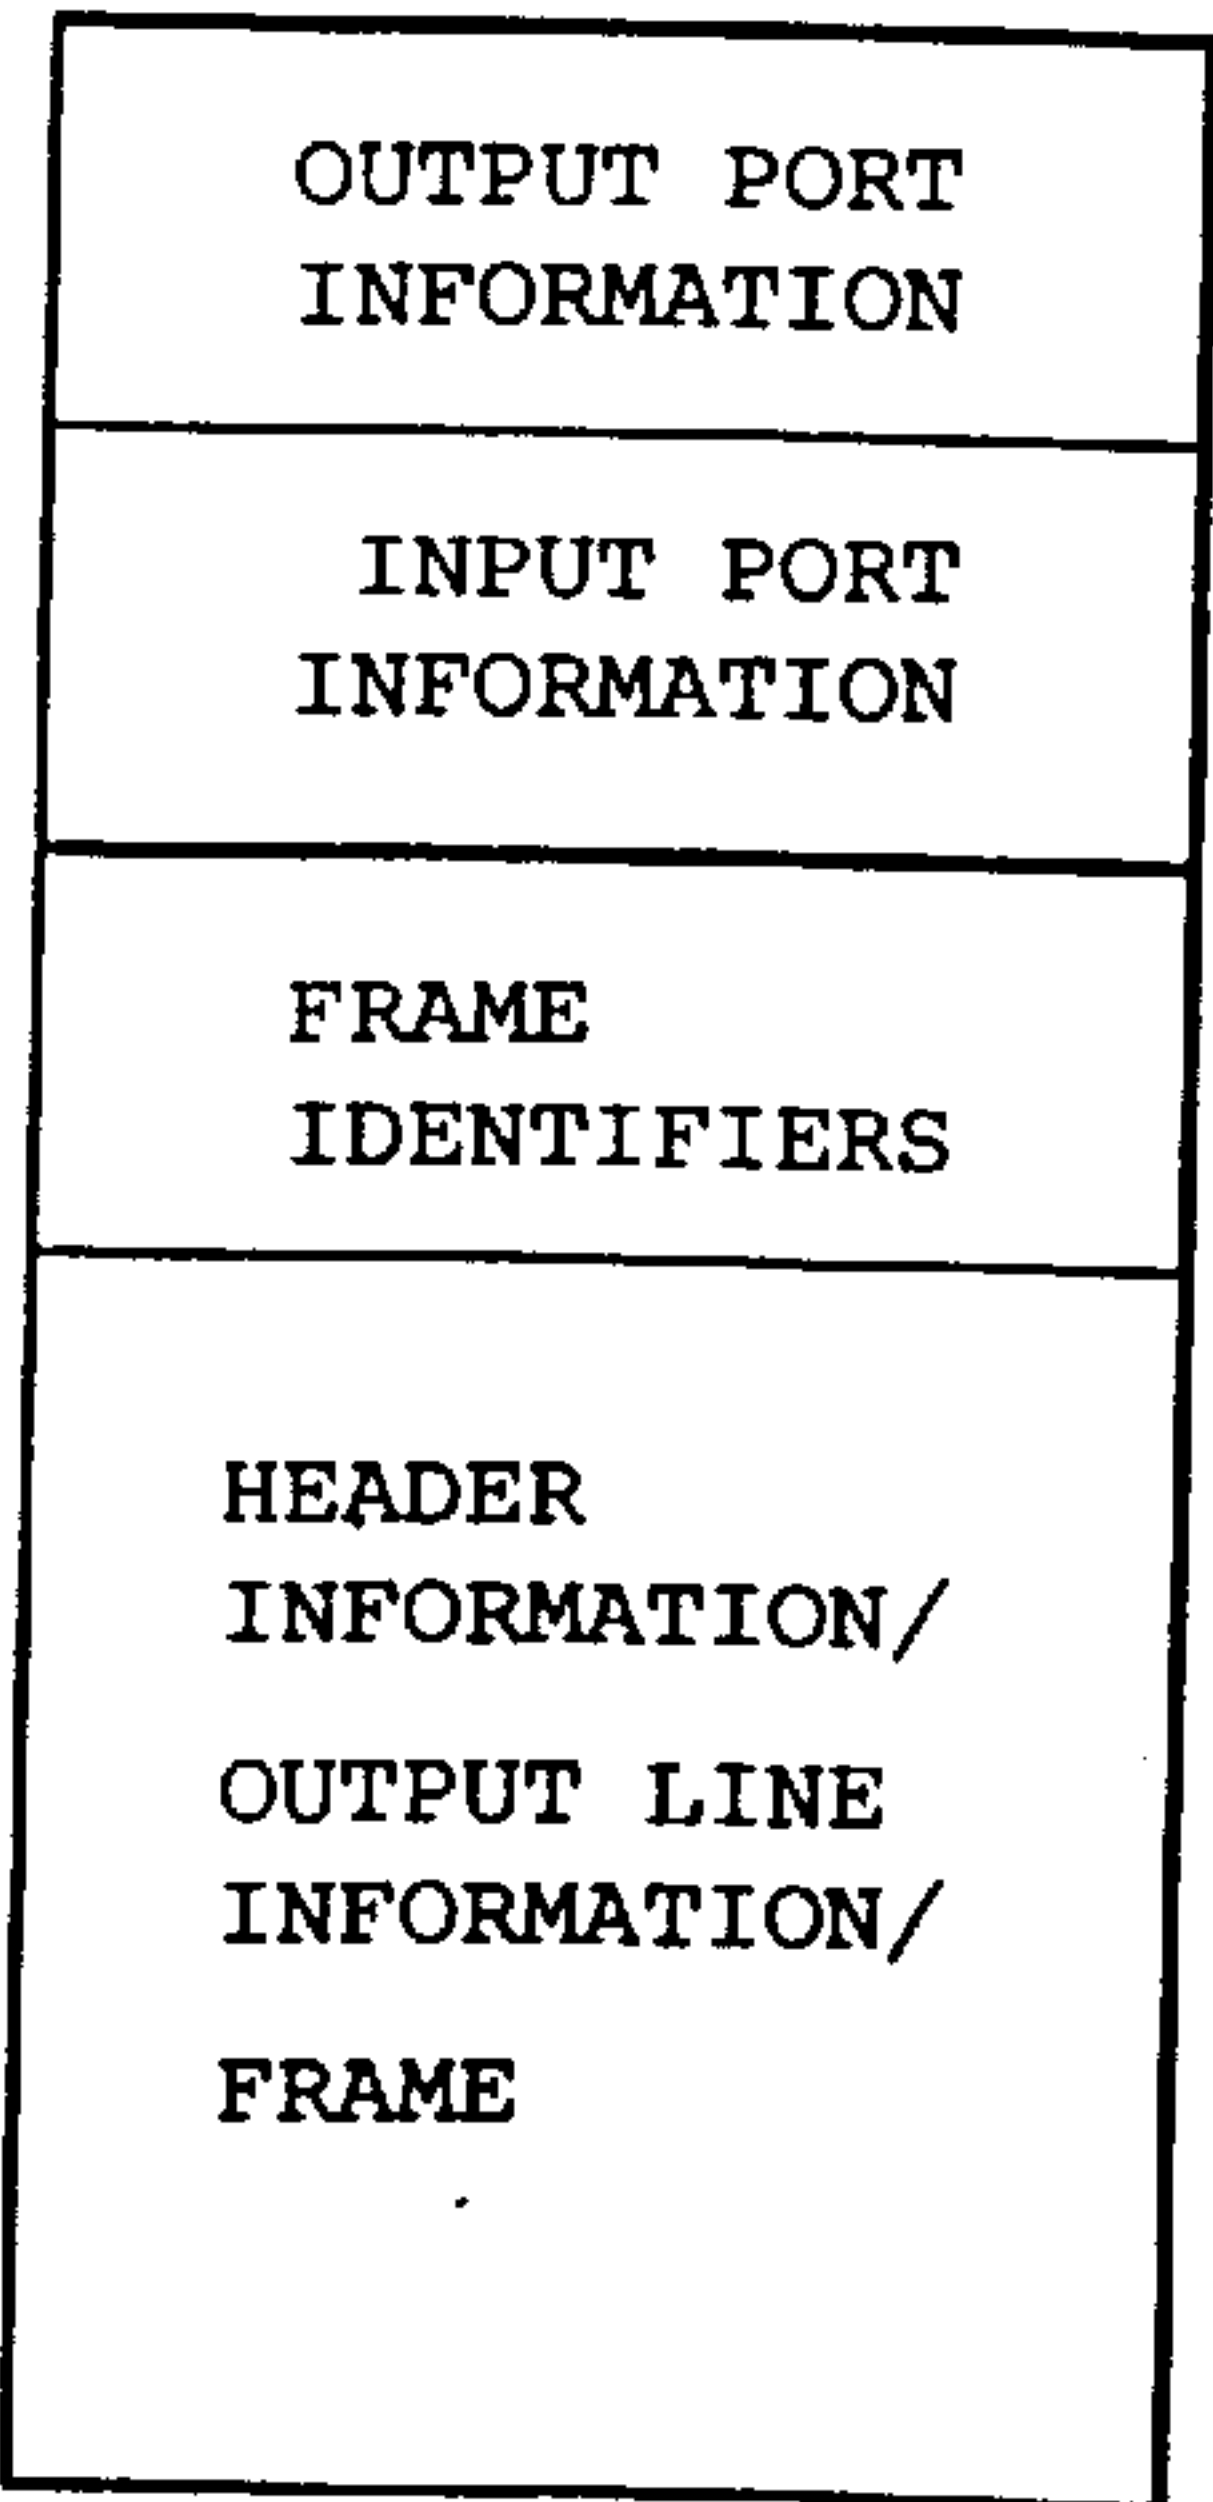 OUTPUT PORT
INFORMATION
INPUT PORT
INFORMATION
FRAME
IDENTIFIERS
HEADER
INFORMATION/
OUTPUT LINE
INFORMATION/
FRAME